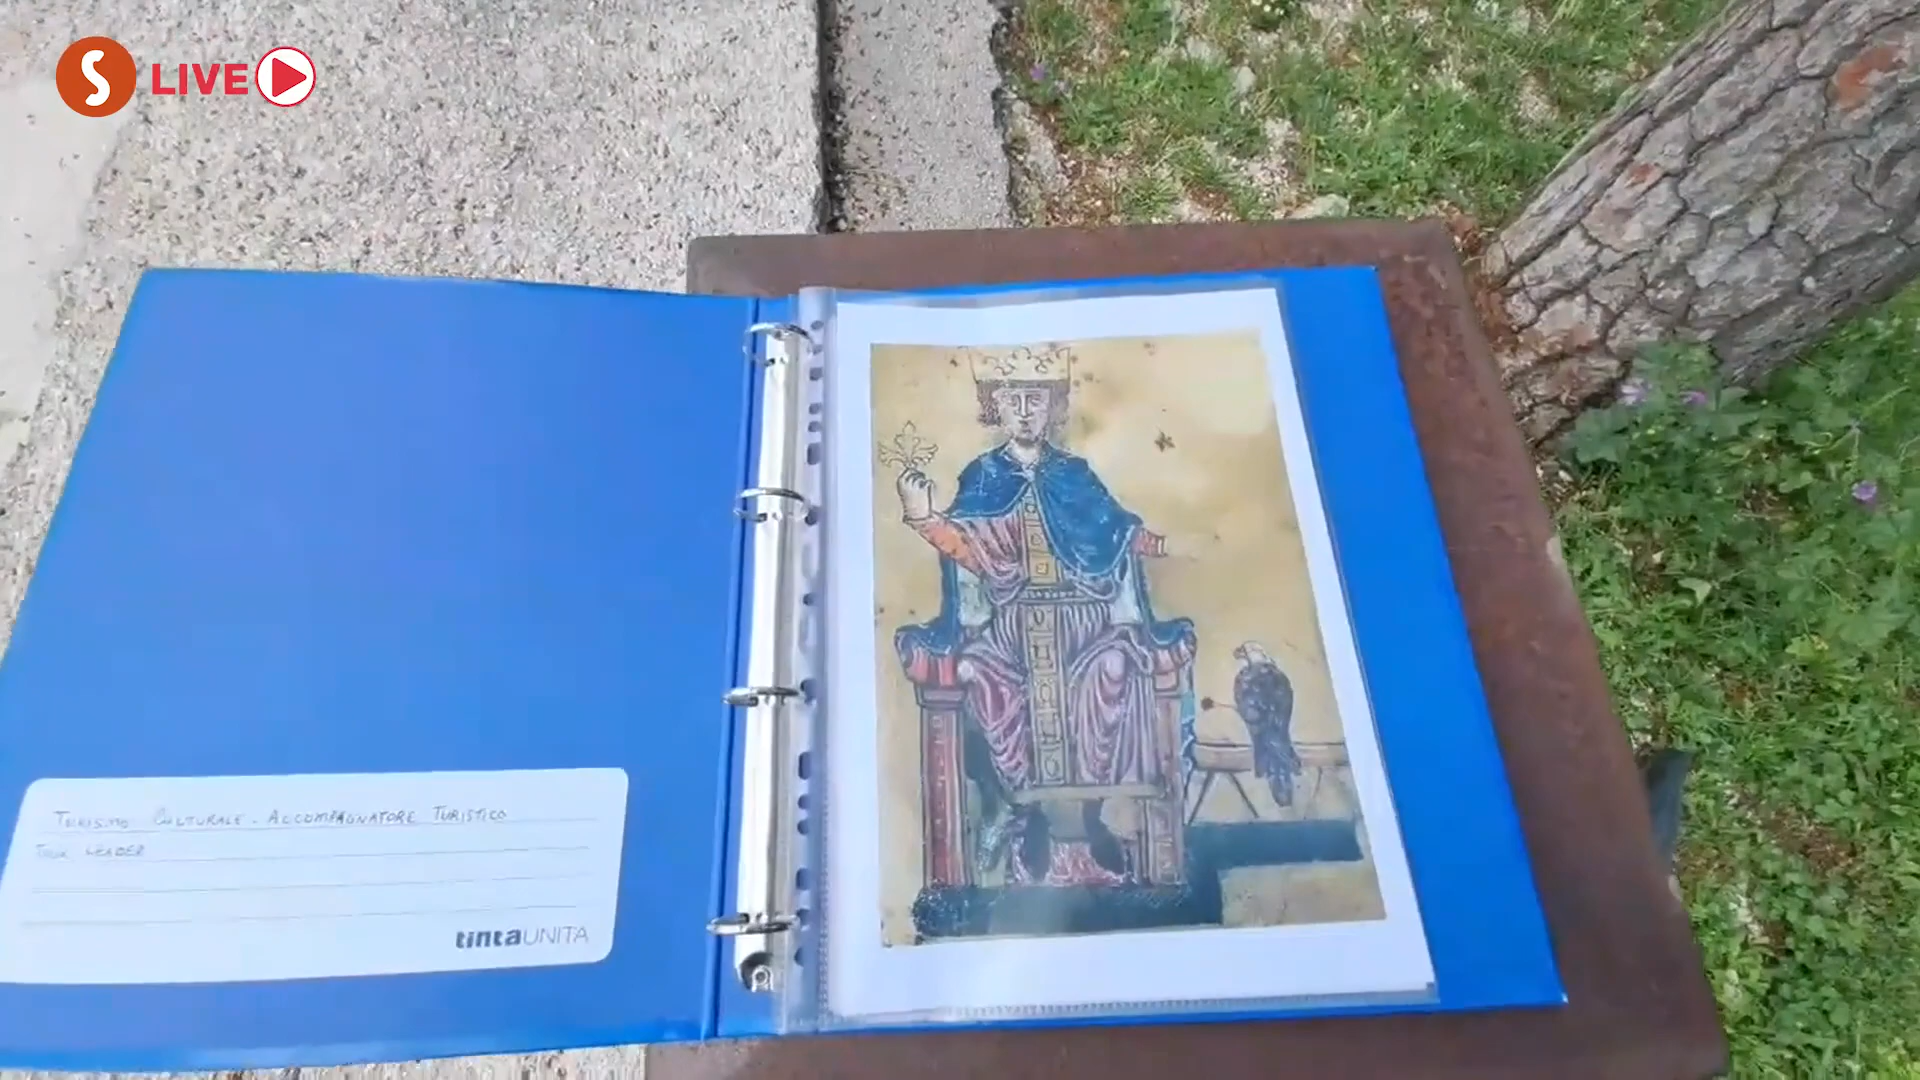 S LIVE
TURISMO CULTURALE - ACCOMPAGNATORE TURISTICO
TOUR LEADER
tintaUNITA